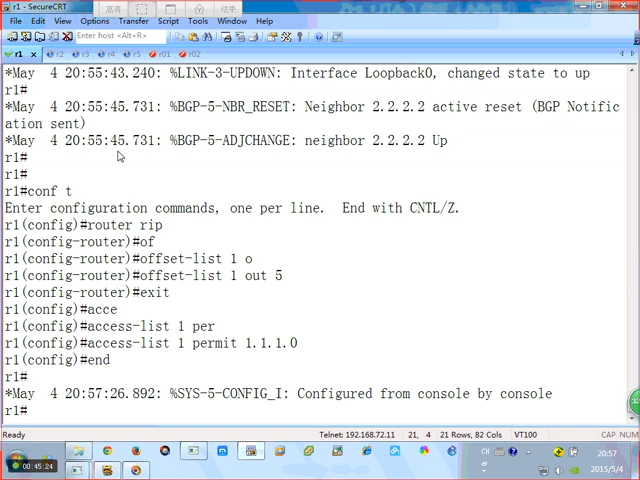 r1 - SecureCRT
File Edit View Options Transfer Script Tools Window Help
Enter host <Alt+R>
r1 r2 r3 r4 r5 r01 r02
*May  4 20:55:43.240: %LINK-3-UPDOWN: Interface Loopback0, changed state to up
r1#
*May  4 20:55:45.731: %BGP-5-NBR_RESET: Neighbor 2.2.2.2 active reset (BGP Notific
ation sent)
*May  4 20:55:45.731: %BGP-5-ADJCHANGE: neighbor 2.2.2.2 Up
r1#
r1#
r1#conf t
Enter configuration commands, one per line.  End with CNTL/Z.
r1(config)#router rip
r1(config-router)#of
r1(config-router)#offset-list 1 o
r1(config-router)#offset-list 1 out 5
r1(config-router)#exit
r1(config)#acce
r1(config)#access-list 1 per
r1(config)#access-list 1 permit 1.1.1.0
r1(config)#end
r1#
*May  4 20:57:26.892: %SYS-5-CONFIG_I: Configured from console by console
r1#
Ready Telnet: 192.168.72.11 21, 4 21 Rows, 82 Cols VT100 CAP NUM
00:45:24 CN 20:57
2015/5/4